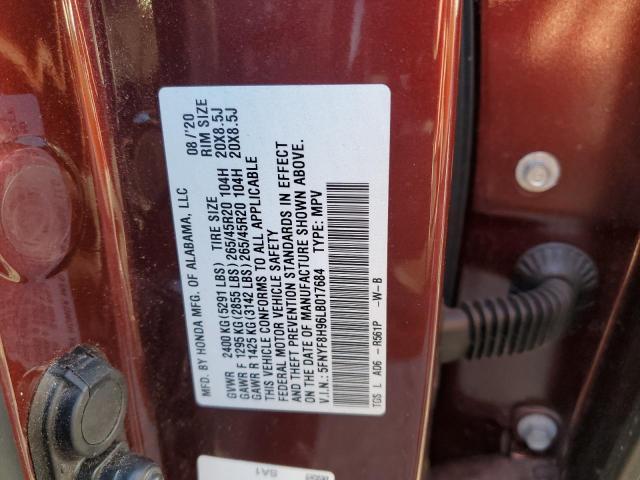 MFD. BY HONDA MFG. OF ALABAMA, LLC 08/'20
GVWR 2400 KG (5291 LBS) TIRE SIZE RIM SIZE
GAWR F 1295 KG (2855 LBS) 265/45R20 104H 20X8.5J
GAWR R 1425 KG (3142 LBS) 265/45R20 104H 20X8.5J
THIS VEHICLE CONFORMS TO ALL APPLICABLE
FEDERAL MOTOR VEHICLE SAFETY
AND THEFT PREVENTION STANDARDS IN EFFECT
ON THE DATE OF MANUFACTURE SHOWN ABOVE.
V.I.N.: 5FNYF8H96LB017684 TYPE: MPV
TGS L A06 - R561P -W-B
SA1